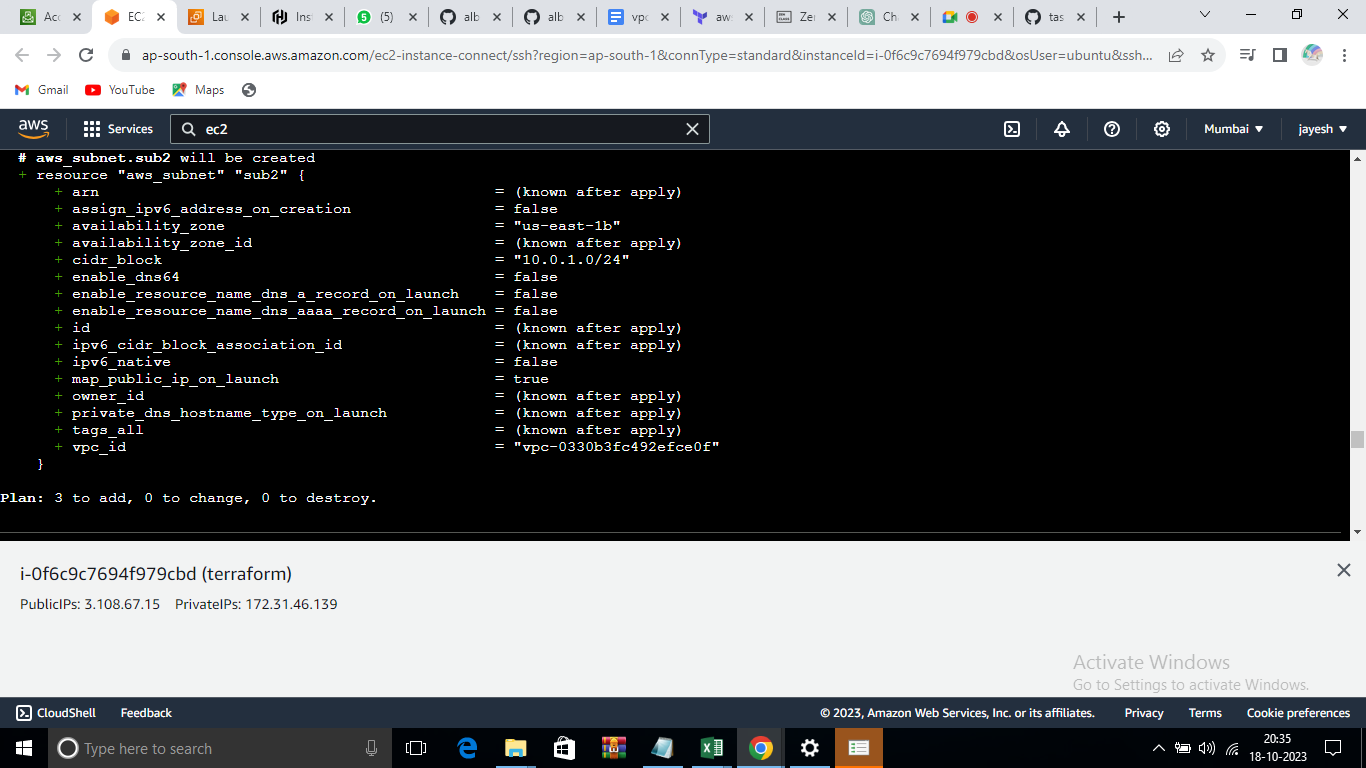 Acc
EC2
Lau
Ins
(5)
alb
alb
vpc
aw
Zer
Ch
tas
ap-south-1.console.aws.amazon.com/ec2-instance-connect/ssh?region=ap-south-1&connType=standard&instanceId=i-0f6c9c7694f979cbd&osUser=ubuntu&ssh...
Gmail YouTube Maps
aws Services ec2 Mumbai ▼ jayesh ▼
# aws_subnet.sub2 will be created
+ resource "aws_subnet" "sub2" {
+ arn = (known after apply)
+ assign_ipv6_address_on_creation = false
+ availability_zone = "us-east-1b"
+ availability_zone_id = (known after apply)
+ cidr_block = "10.0.1.0/24"
+ enable_dns64 = false
+ enable_resource_name_dns_a_record_on_launch = false
+ enable_resource_name_dns_aaaa_record_on_launch = false
+ id = (known after apply)
+ ipv6_cidr_block_association_id = (known after apply)
+ ipv6_native = false
+ map_public_ip_on_launch = true
+ owner_id = (known after apply)
+ private_dns_hostname_type_on_launch = (known after apply)
+ tags_all = (known after apply)
+ vpc_id = "vpc-0330b3fc492efce0f"
}
Plan: 3 to add, 0 to change, 0 to destroy.
i-0f6c9c7694f979cbd (terraform)
PublicIPs: 3.108.67.15 PrivateIPs: 172.31.46.139
Activate Windows
Go to Settings to activate Windows.
CloudShell Feedback © 2023, Amazon Web Services, Inc. or its affiliates. Privacy Terms Cookie preferences
Type here to search
20:35
18-10-2023